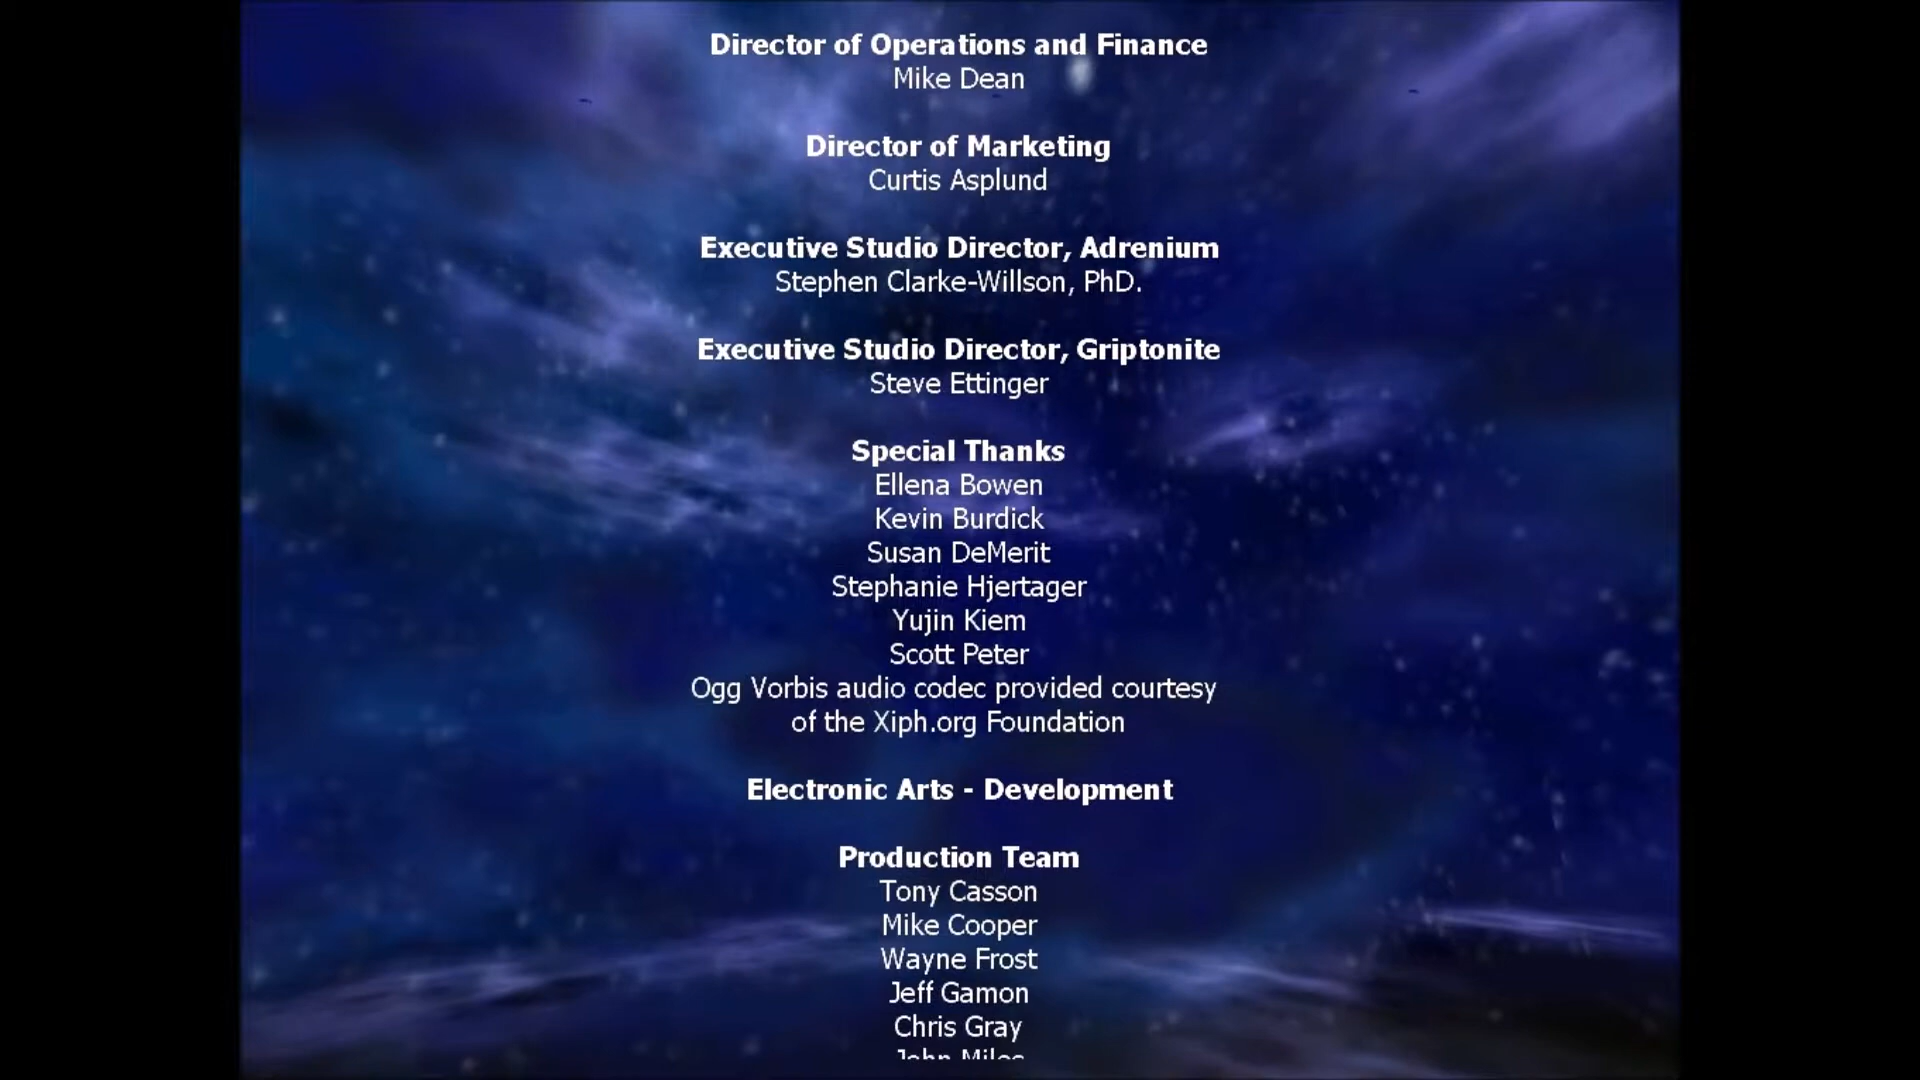 Director of Operations and Finance
Mike Dean
Director of Marketing
Curtis Asplund
Executive Studio Director, Adrenium
Stephen Clarke-Willson, PhD.
Executive Studio Director, Griptonite
Steve Ettinger
Special Thanks
Ellena Bowen
Kevin Burdick
Susan DeMerit
Stephanie Hjertager
Yujin Kiem
Scott Peter
Ogg Vorbis audio codec provided courtesy
of the Xiph.org Foundation
Electronic Arts - Development
Production Team
Tony Casson
Mike Cooper
Wayne Frost
Jeff Gamon
Chris Gray
John Miles